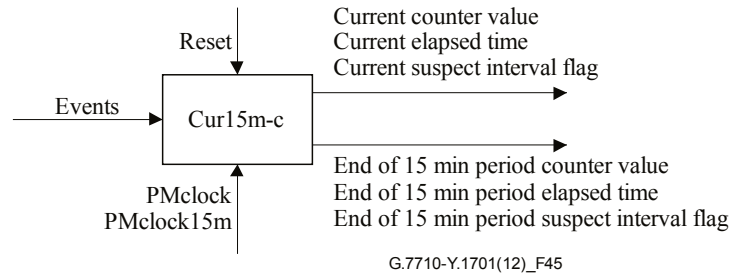 Current counter value
Current elapsed time
Current suspect interval flag
Reset
Events
Cur15m-c
End of 15 min period counter value
End of 15 min period elapsed time
End of 15 min period suspect interval flag
PMclock
PMclock15m
G.7710-Y.1701(12)_F45